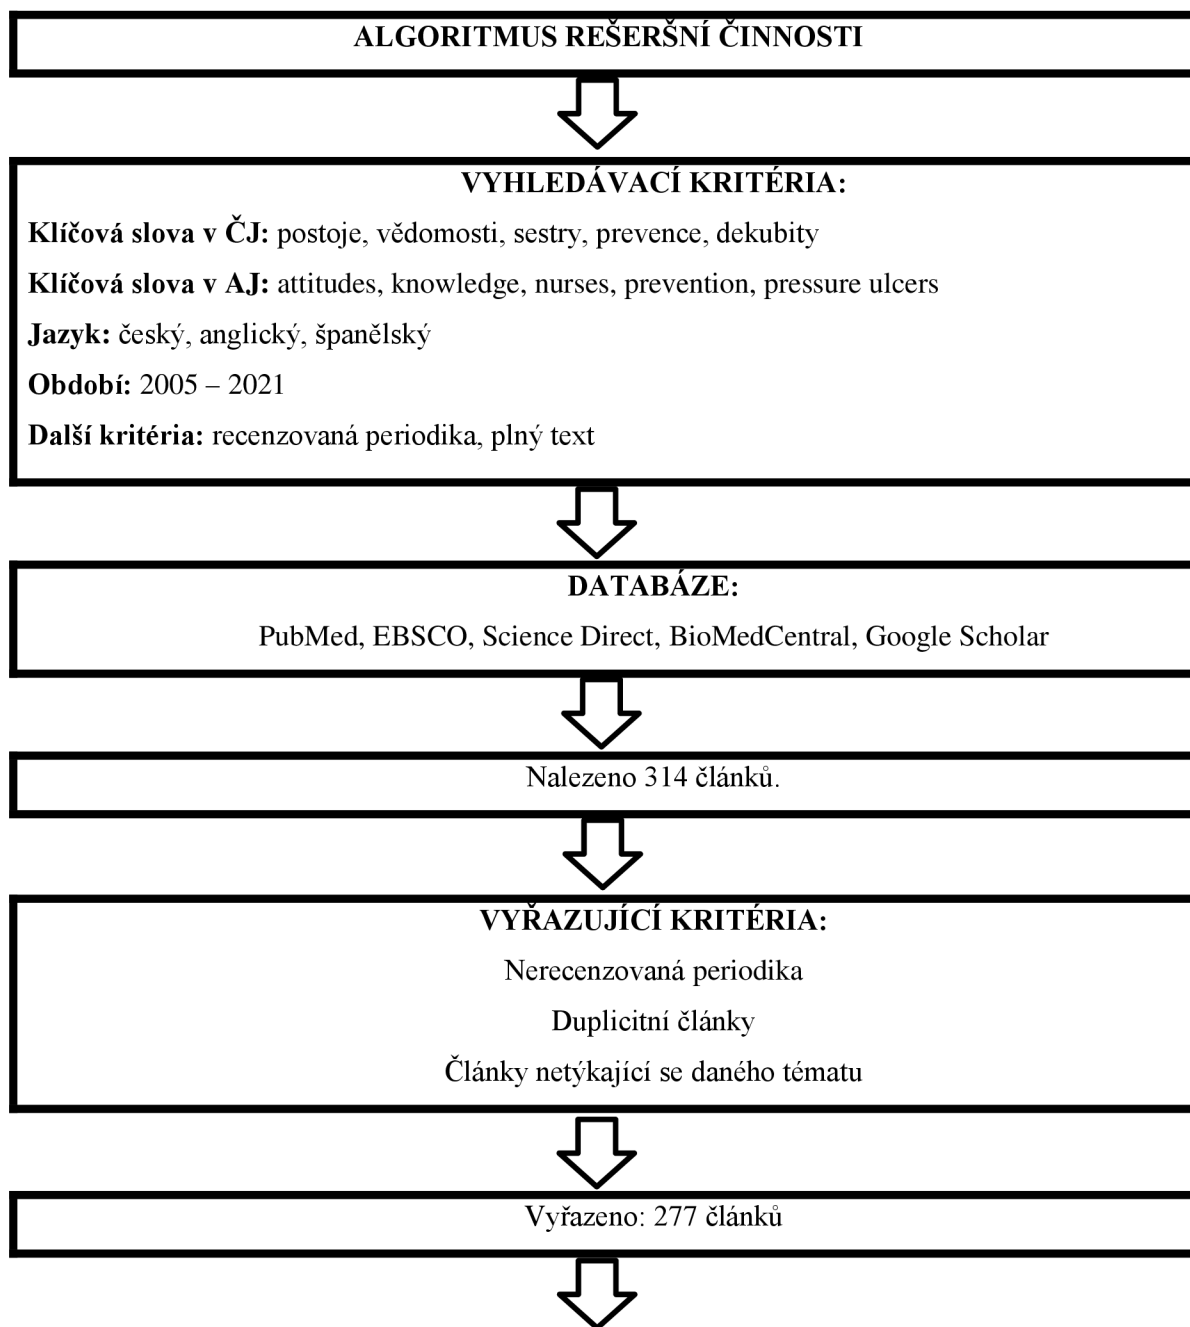 ALGORITMUS REŠERŠNÍ ČINNOSTI
VYHLEDÁVACÍ KRITÉRIA:
Klíčová slova v ČJ: postoje, vědomosti, sestry, prevence, dekubity
Klíčová slova v AJ: attitudes, knowledge, nurses, prevention, pressure ulcers
Jazyk: český, anglický, španělský
Období: 2005 – 2021
Další kritéria: recenzovaná periodika, plný text
DATABÁZE:
PubMed, EBSCO, Science Direct, BioMedCentral, Google Scholar
Nalezeno 314 článků.
VYŘAZUJÍCÍ KRITÉRIA:
Nerecenzovaná periodika
Duplicitní články
Články netýkající se daného tématu
Vyřazeno: 277 článků